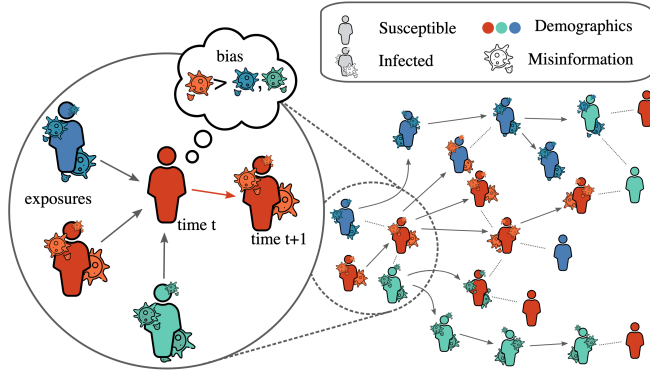 bias
> ,
exposures
time t
time t+1
Susceptible
Demographics
Infected
Misinformation